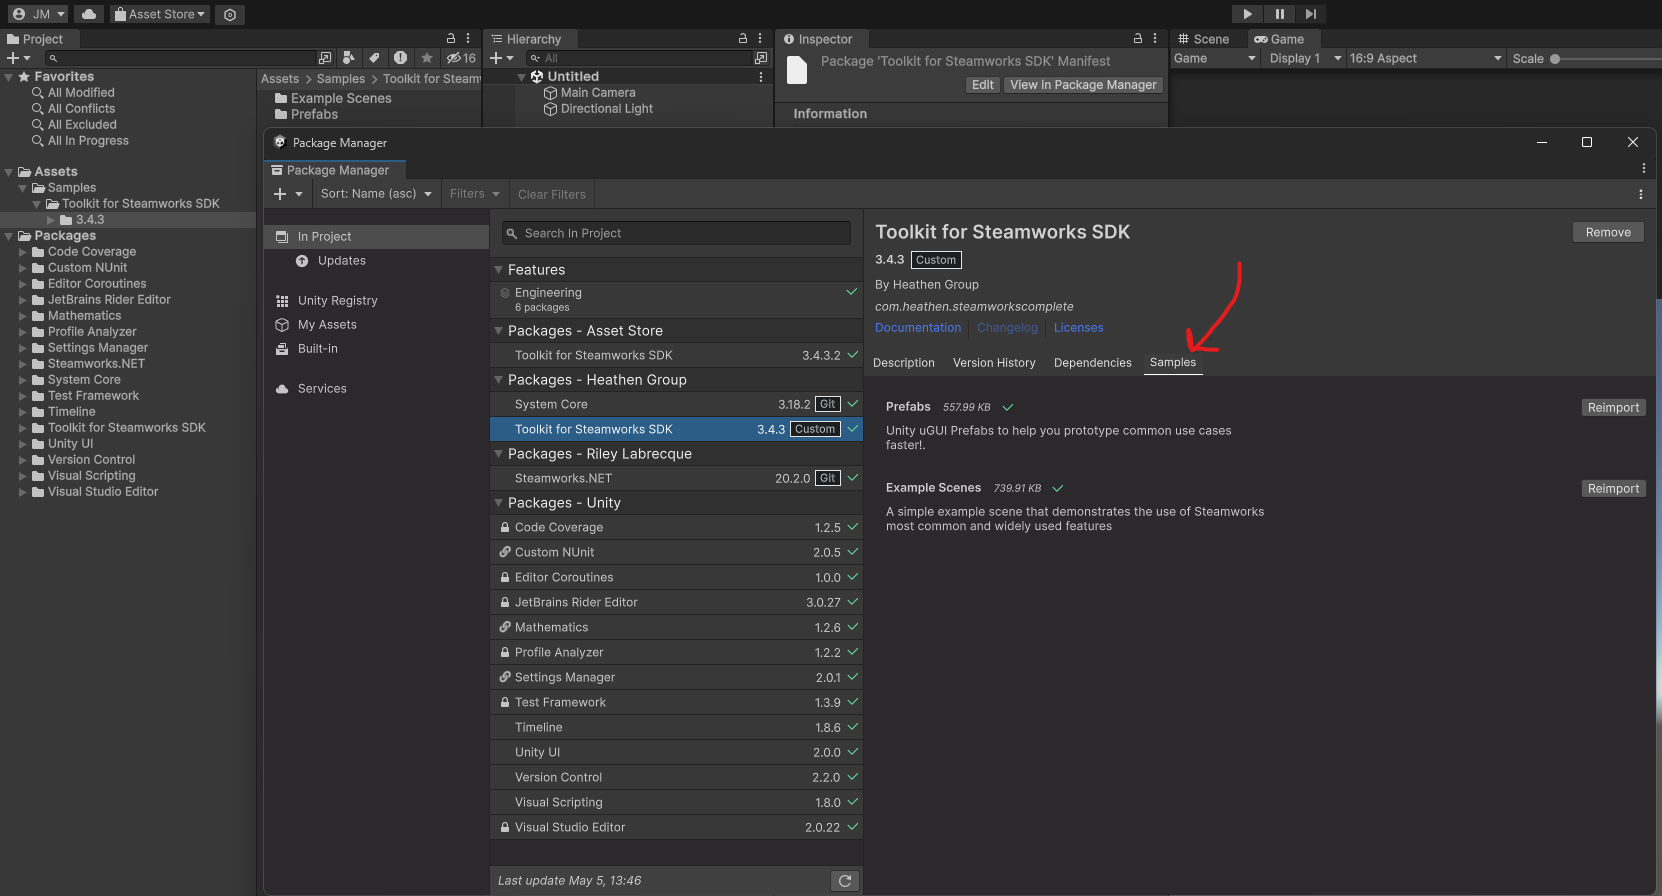 JM
Asset Store
Project
16
Favorites
All Modified
All Conflicts
All Excluded
All In Progress
Assets
Samples
Toolkit for Steamworks SDK
3.4.3
Packages
Code Coverage
Custom NUnit
Editor Coroutines
JetBrains Rider Editor
Mathematics
Profile Analyzer
Settings Manager
Steamworks.NET
System Core
Test Framework
Timeline
Toolkit for Steamworks SDK
Unity UI
Version Control
Visual Scripting
Visual Studio Editor
Assets > Samples > Toolkit for Steam
Example Scenes
Prefabs
Hierarchy
All
Untitled
Main Camera
Directional Light
Inspector
Package 'Toolkit for Steamworks SDK' Manifest
Edit View in Package Manager
Information
Scene Game
Game Display 1 16:9 Aspect Scale
Package Manager
Package Manager
Sort: Name (asc) Filters Clear Filters
In Project
Updates
Unity Registry
My Assets
Built-in
Services
Search In Project
Features
Engineering
6 packages
Packages - Asset Store
Toolkit for Steamworks SDK 3.4.3.2
Packages - Heathen Group
System Core 3.18.2 Git
Toolkit for Steamworks SDK 3.4.3 Custom
Packages - Riley Labrecque
Steamworks.NET 20.2.0 Git
Packages - Unity
Code Coverage 1.2.5
Custom NUnit 2.0.5
Editor Coroutines 1.0.0
JetBrains Rider Editor 3.0.27
Mathematics 1.2.6
Profile Analyzer 1.2.2
Settings Manager 2.0.1
Test Framework 1.3.9
Timeline 1.8.6
Unity UI 2.0.0
Version Control 2.2.0
Visual Scripting 1.8.0
Visual Studio Editor 2.0.22
Last update May 5, 13:46
Toolkit for Steamworks SDK
Remove
3.4.3 Custom
By Heathen Group
com.heathen.steamworkscomplete
Documentation Changelog Licenses
Description Version History Dependencies Samples
Prefabs 557.99 KB
Reimport
Unity uGUI Prefabs to help you prototype common use cases
faster!.
Example Scenes 739.91 KB
Reimport
A simple example scene that demonstrates the use of Steamworks
most common and widely used features